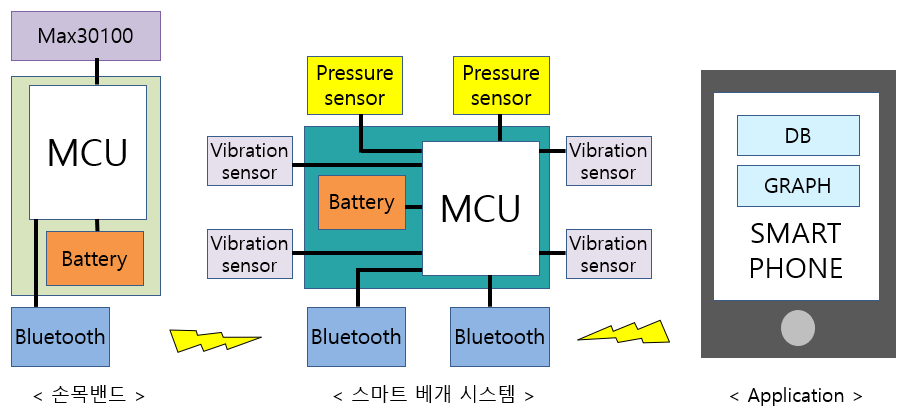 Max30100
MCU
Battery
Bluetooth
< 손목밴드 >
Pressure
sensor
Pressure
sensor
Vibration
sensor
Vibration
sensor
Battery
MCU
Vibration
sensor
Vibration
sensor
Bluetooth
Bluetooth
< 스마트 베개 시스템 >
DB
GRAPH
SMART
PHONE
< Application >